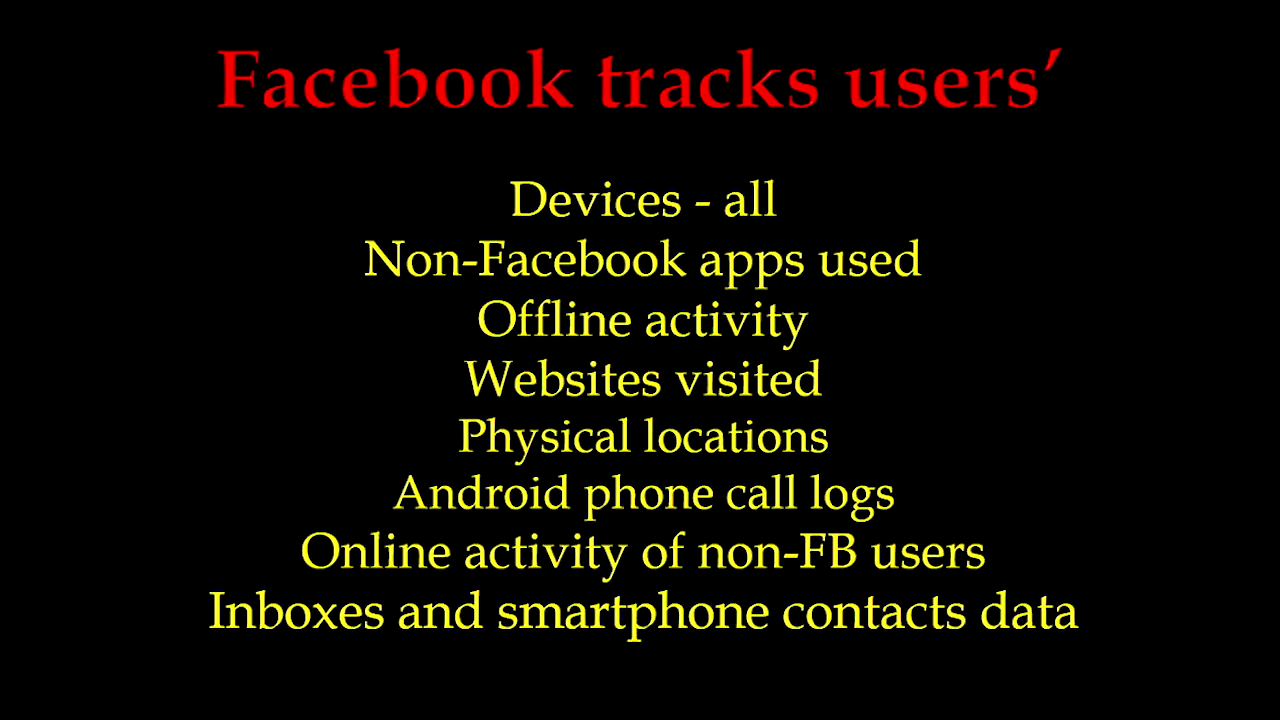 Facebook tracks users’
Devices - all
Non-Facebook apps used
Offline activity
Websites visited
Physical locations
Android phone call logs
Online activity of non-FB users
Inboxes and smartphone contacts data